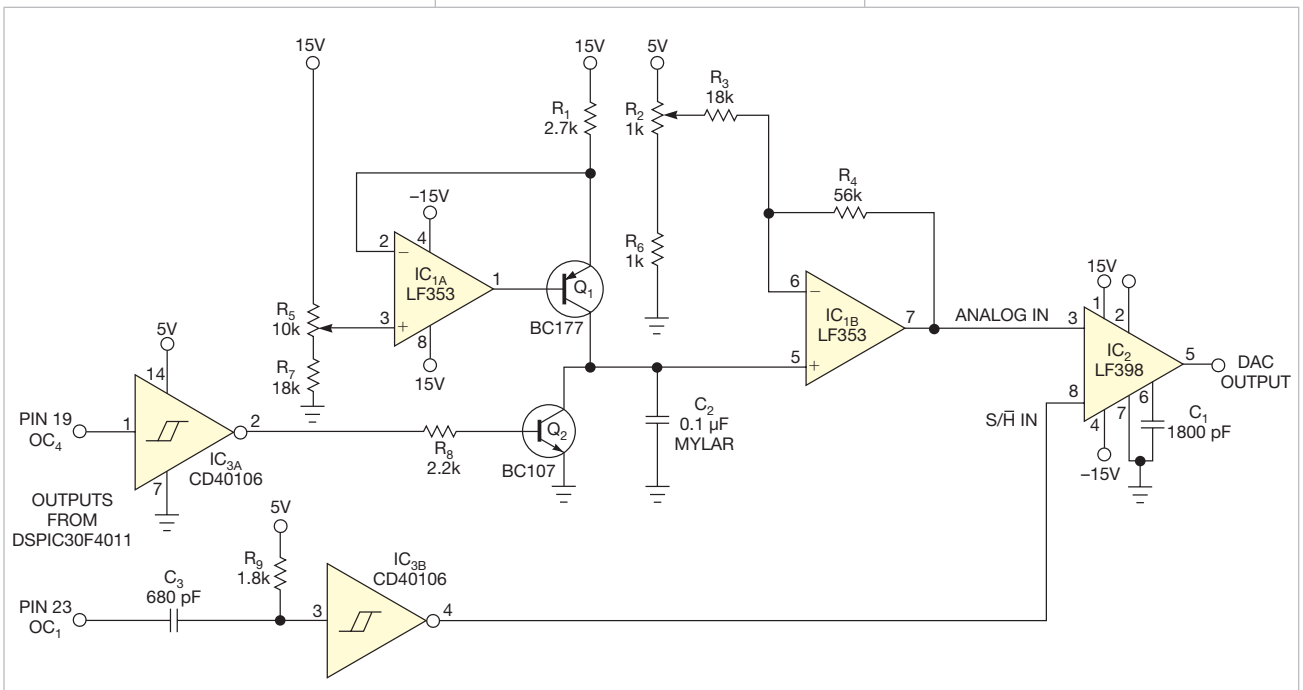 15V
15V
5V
R1
2.7k
R2
1k
R3
18k
R4
56k
–15V
4
2
–
IC1A
LF353
1
3
+
8
15V
Q1
BC177
R5
10k
R7
18k
R6
1k
6
–
IC1B
LF353
7
5
+
ANALOG IN
15V
1
2
3
IC2
LF398
5
DAC
OUTPUT
8
S/H̅ IN
6
7
4
–15V
C1
1800 pF
5V
14
PIN 19
OC4
1
2
IC3A
CD40106
7
R8
2.2k
Q2
BC107
C2
0.1 µF
MYLAR
OUTPUTS
FROM
DSPIC30F4011
5V
R9
1.8k
IC3B
CD40106
PIN 23
OC1
C3
680 pF
3
4